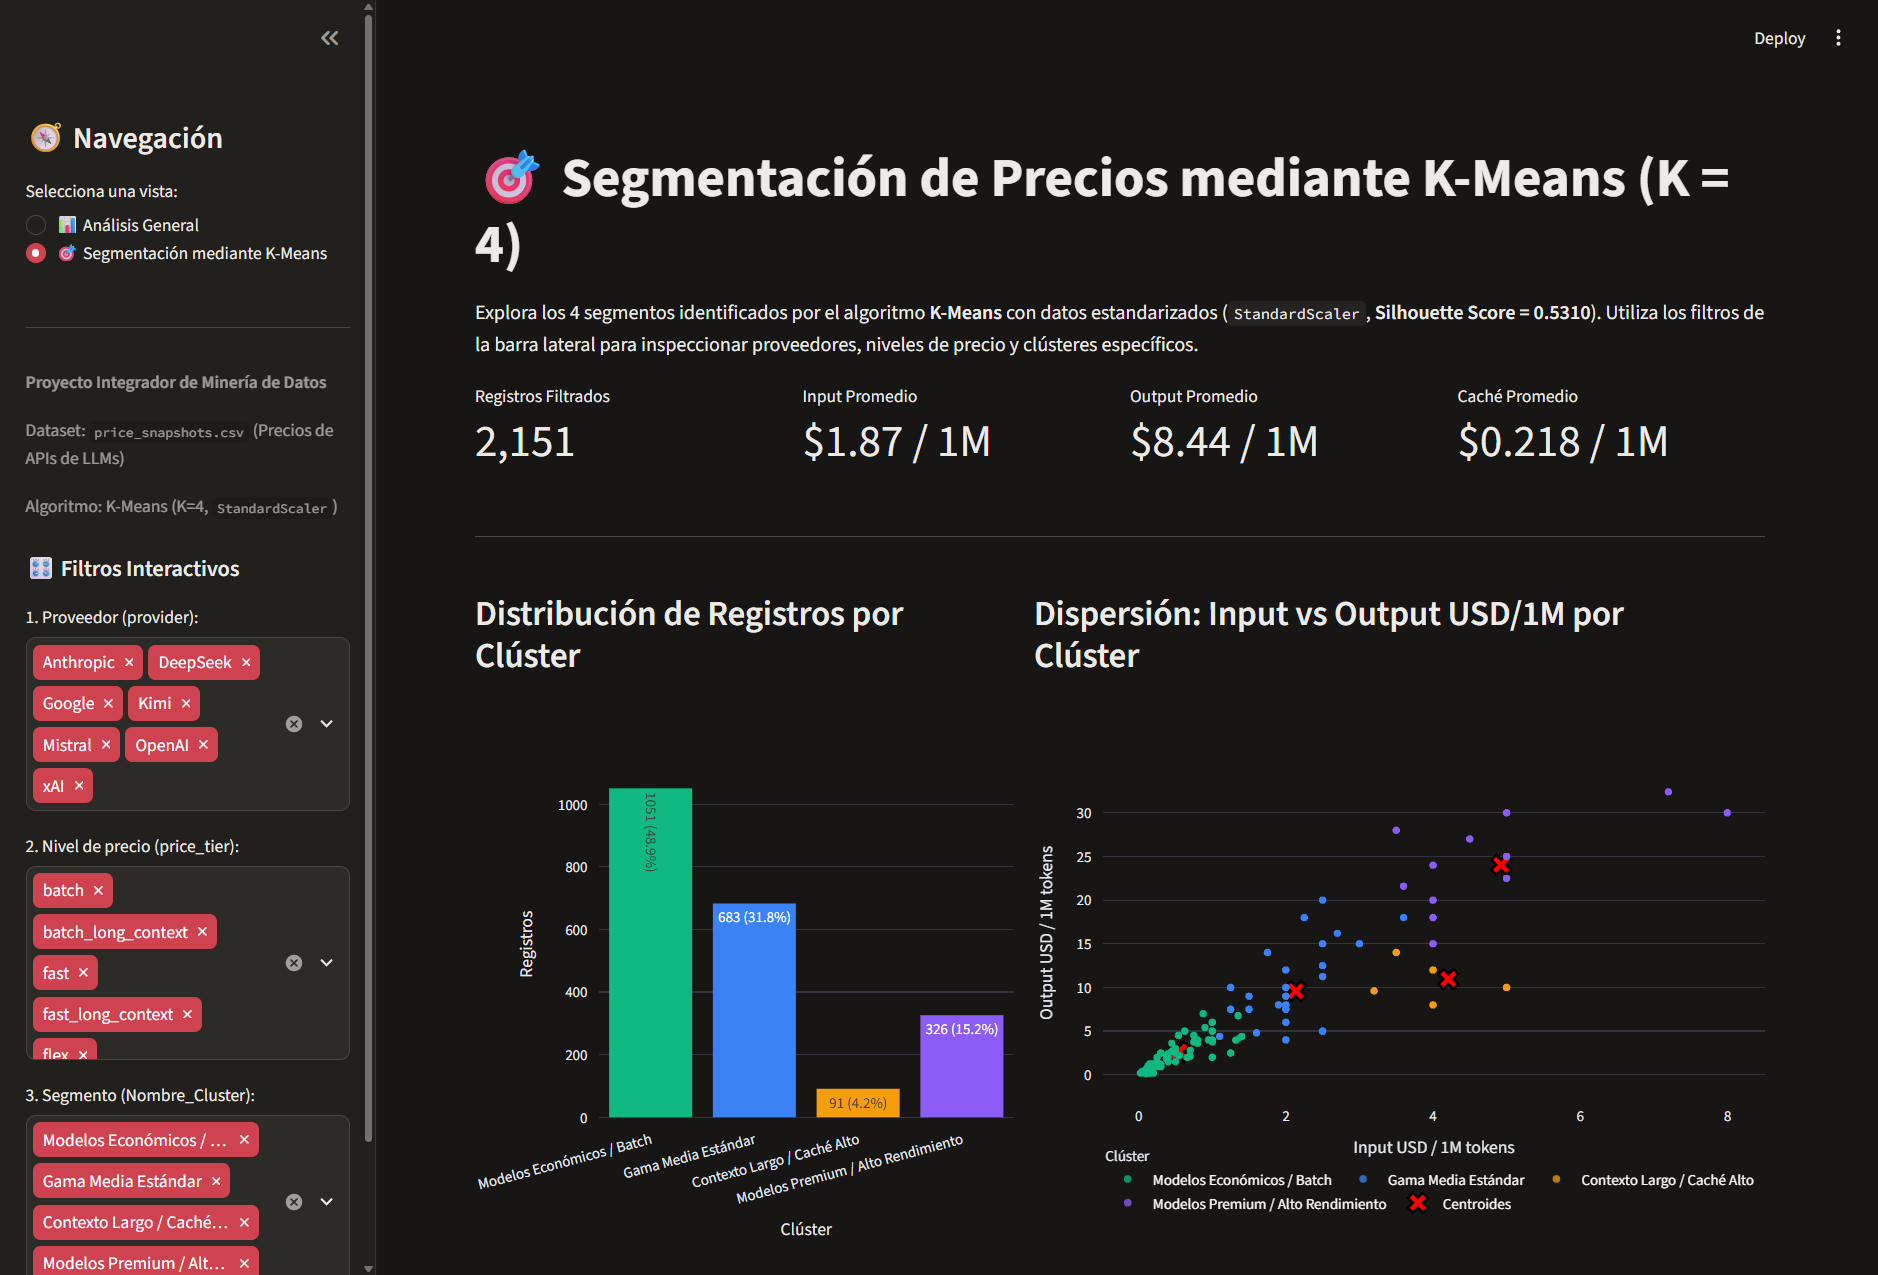 Deploy
Navegación
Selecciona una vista:
Análisis General
Segmentación mediante K-Means
Proyecto Integrador de Minería de Datos
Dataset: price_snapshots.csv (Precios de
APIs de LLMs)
Algoritmo: K-Means (K=4, StandardScaler )
Filtros Interactivos
1. Proveedor (provider):
Anthropic
DeepSeek
Google
Kimi
Mistral
OpenAI
xAI
2. Nivel de precio (price_tier):
batch
batch_long_context
fast
fast_long_context
flex
3. Segmento (Nombre_Cluster):
Modelos Económicos / ...
Gama Media Estándar
Contexto Largo / Caché...
Modelos Premium / Alt...
Segmentación de Precios mediante K-Means (K =
4)
Explora los 4 segmentos identificados por el algoritmo K-Means con datos estandarizados ( StandardScaler , Silhouette Score = 0.5310). Utiliza los filtros de
la barra lateral para inspeccionar proveedores, niveles de precio y clústeres específicos.
Registros Filtrados
2,151
Input Promedio
$1.87 / 1M
Output Promedio
$8.44 / 1M
Caché Promedio
$0.218 / 1M
Distribución de Registros por
Clúster
Registros
1000
800
600
400
200
0
1051 (48.9%)
683 (31.8%)
91 (4.2%)
326 (15.2%)
Modelos Económicos / Batch
Gama Media Estándar
Contexto Largo / Caché Alto
Modelos Premium / Alto Rendimiento
Clúster
Dispersión: Input vs Output USD/1M por
Clúster
Output USD / 1M tokens
30
25
20
15
10
5
0
0
2
4
6
8
Input USD / 1M tokens
Clúster
Modelos Económicos / Batch
Gama Media Estándar
Contexto Largo / Caché Alto
Modelos Premium / Alto Rendimiento
Centroides